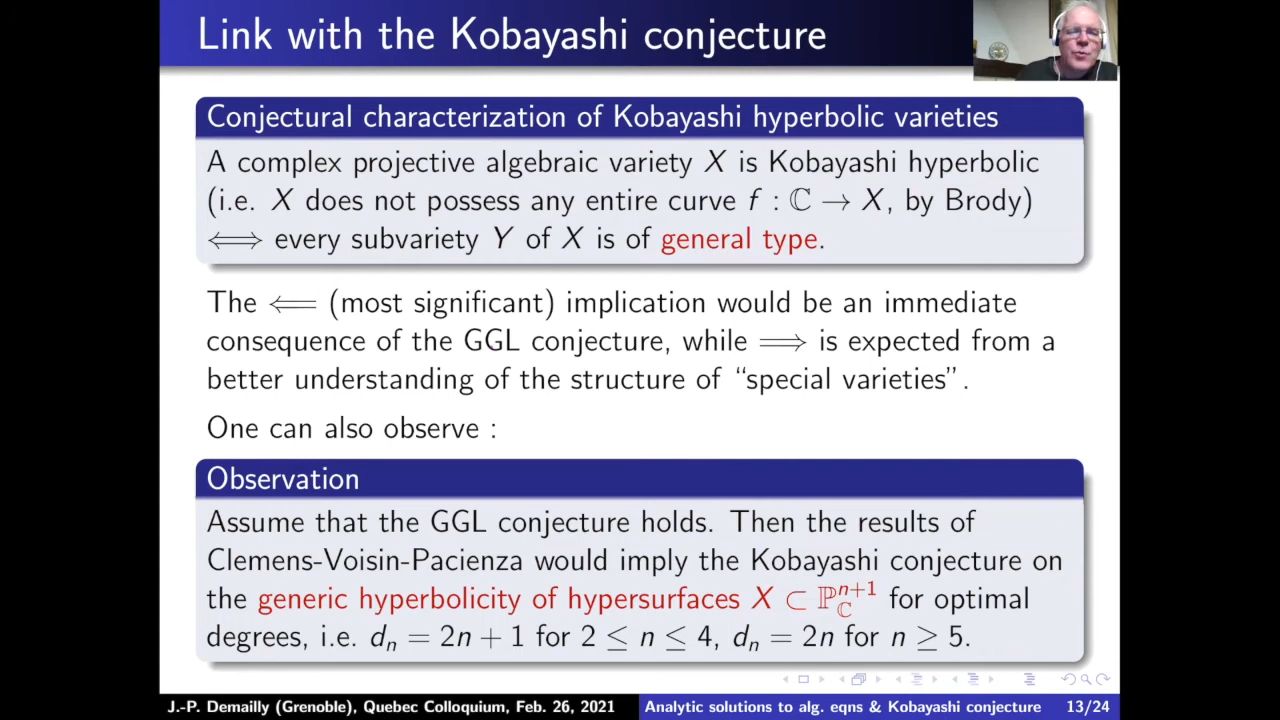 Link with the Kobayashi conjecture
Conjectural characterization of Kobayashi hyperbolic varieties
A complex projective algebraic variety X is Kobayashi hyperbolic
(i.e. X does not possess any entire curve f : ℂ → X, by Brody)
⟺ every subvariety Y of X is of general type.
The ⟸ (most significant) implication would be an immediate
consequence of the GGL conjecture, while ⟹ is expected from a
better understanding of the structure of “special varieties”.
One can also observe :
Observation
Assume that the GGL conjecture holds. Then the results of
Clemens-Voisin-Pacienza would imply the Kobayashi conjecture on
the generic hyperbolicity of hypersurfaces X ⊂ ℙ_ℂ^{n+1} for optimal
degrees, i.e. d_n = 2n + 1 for 2 ≤ n ≤ 4, d_n = 2n for n ≥ 5.
J.-P. Demailly (Grenoble), Quebec Colloquium, Feb. 26, 2021 Analytic solutions to alg. eqns & Kobayashi conjecture 13/24